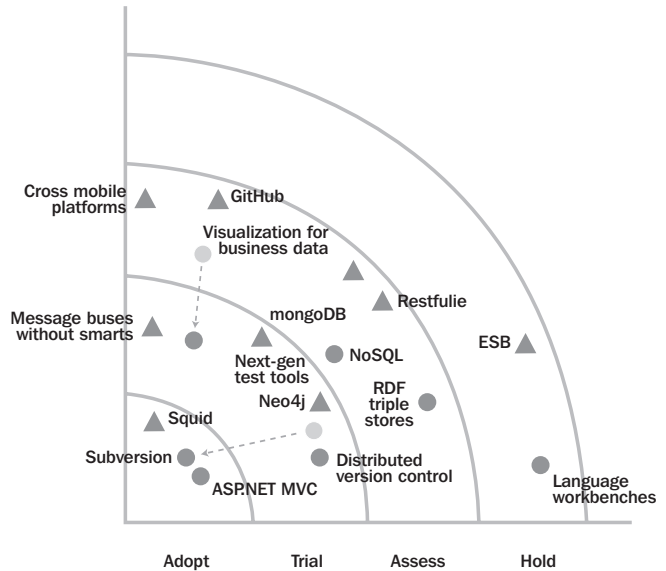 Cross mobile
platforms
GitHub
Visualization for
business data
Message buses
without smarts
mongoDB
Restfulie
Next-gen
test tools
NoSQL
ESB
Neo4j
RDF
triple
stores
Squid
Subversion
ASP.NET MVC
Distributed
version control
Language
workbenches
Adopt
Trial
Assess
Hold